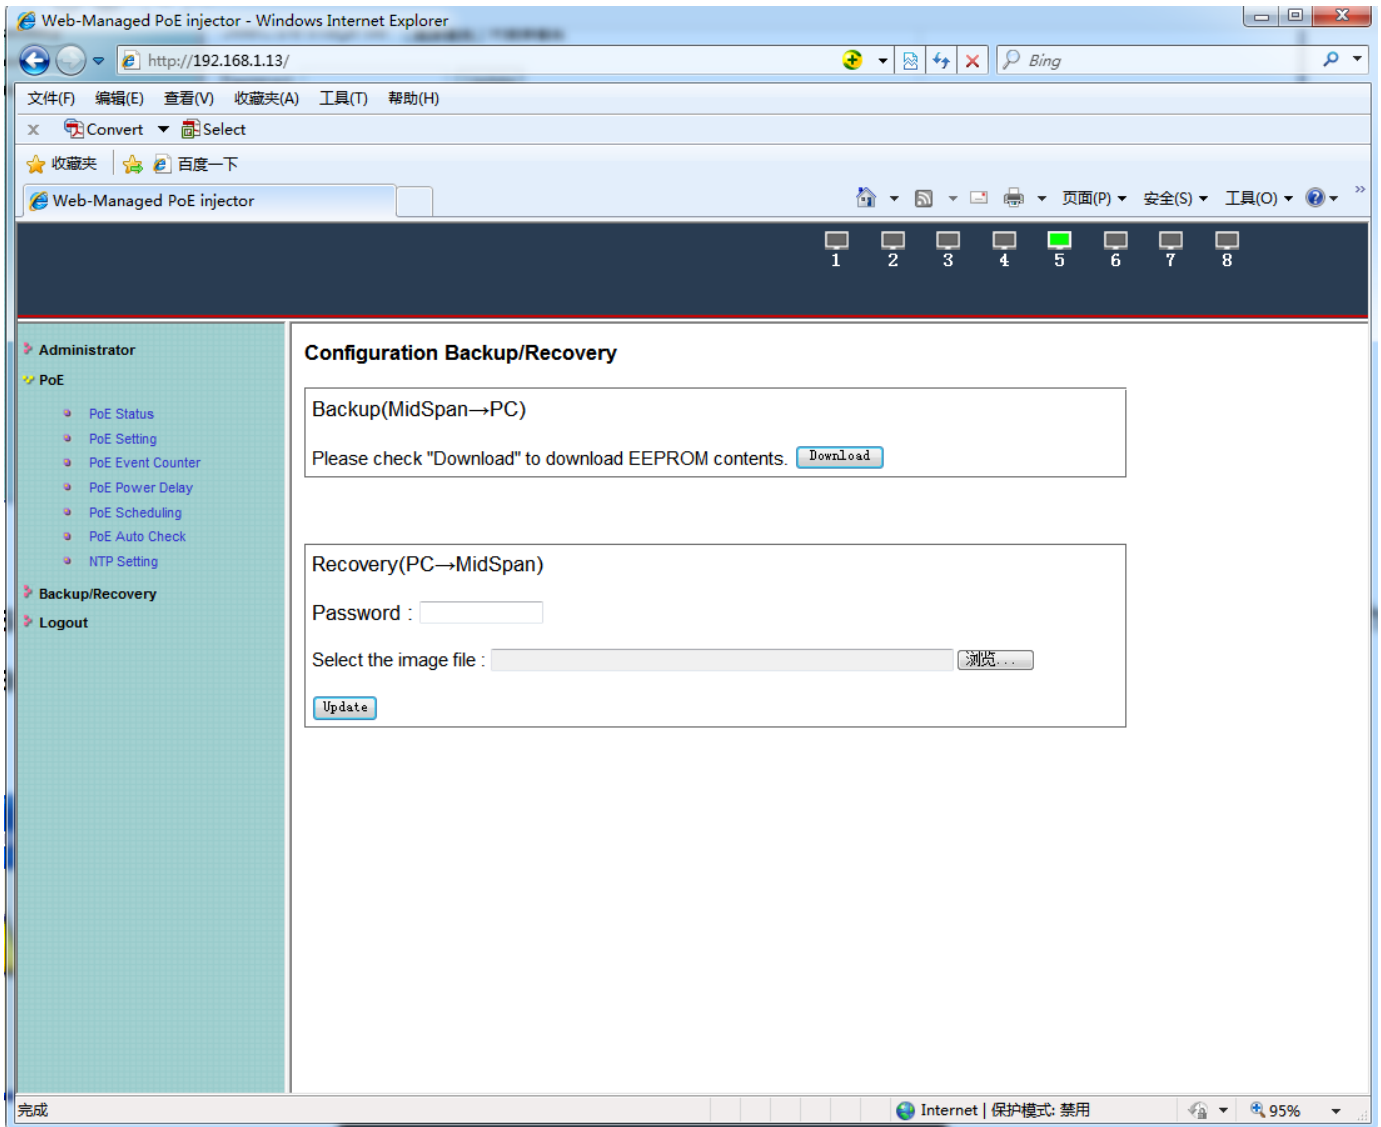 Web-Managed PoE injector - Windows Internet Explorer
http://192.168.1.13/
Bing
文件(F) 编辑(E) 查看(V) 收藏夹(A) 工具(T) 帮助(H)
x Convert Select
收藏夹 百度一下
Web-Managed PoE injector
页面(P) 安全(S) 工具(O)
1 2 3 4 5 6 7 8
Administrator
PoE
PoE Status
PoE Setting
PoE Event Counter
PoE Power Delay
PoE Scheduling
PoE Auto Check
NTP Setting
Backup/Recovery
Logout
Configuration Backup/Recovery
Backup(MidSpan→PC)
Please check "Download" to download EEPROM contents. Download
Recovery(PC→MidSpan)
Password :
Select the image file : 浏览...
Update
完成
Internet | 保护模式: 禁用
95%